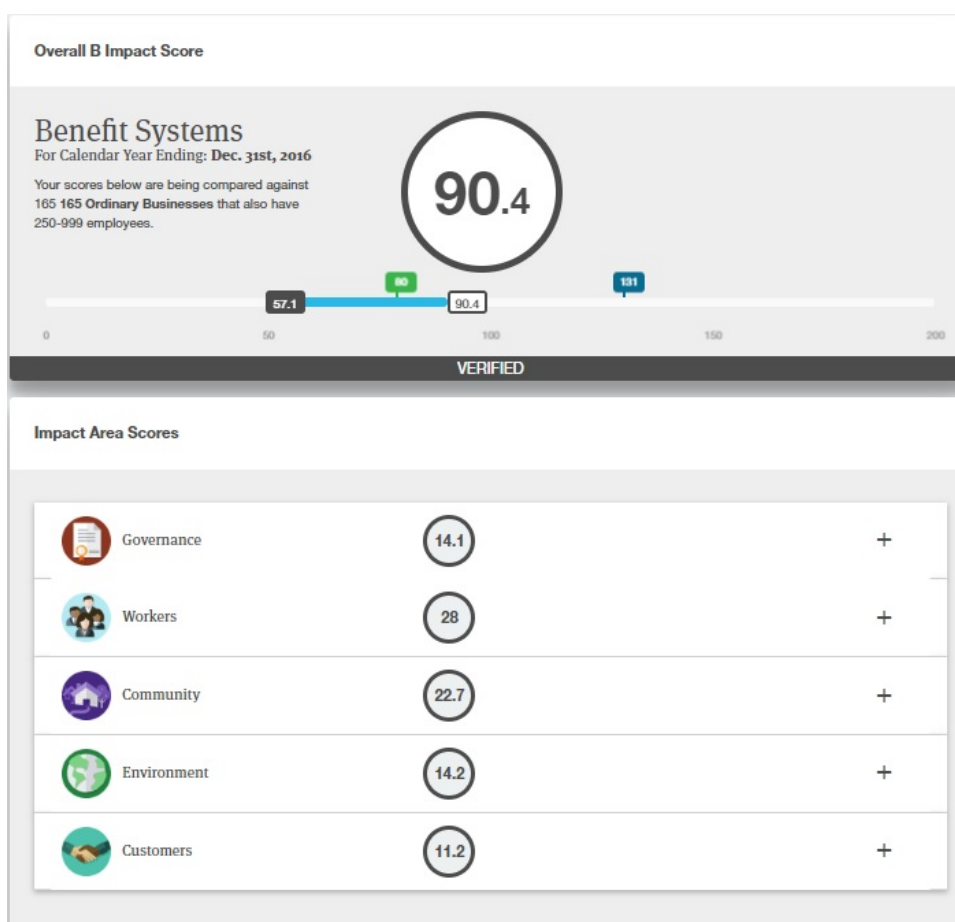 Overall B Impact Score
Benefit Systems
For Calendar Year Ending: Dec. 31st, 2016
Your scores below are being compared against
165 165 Ordinary Businesses that also have
250-999 employees.
90.4
80
131
57.1
90.4
0
50
100
150
200
VERIFIED
Impact Area Scores
Governance 14.1 +
Workers 28 +
Community 22.7 +
Environment 14.2 +
Customers 11.2 +